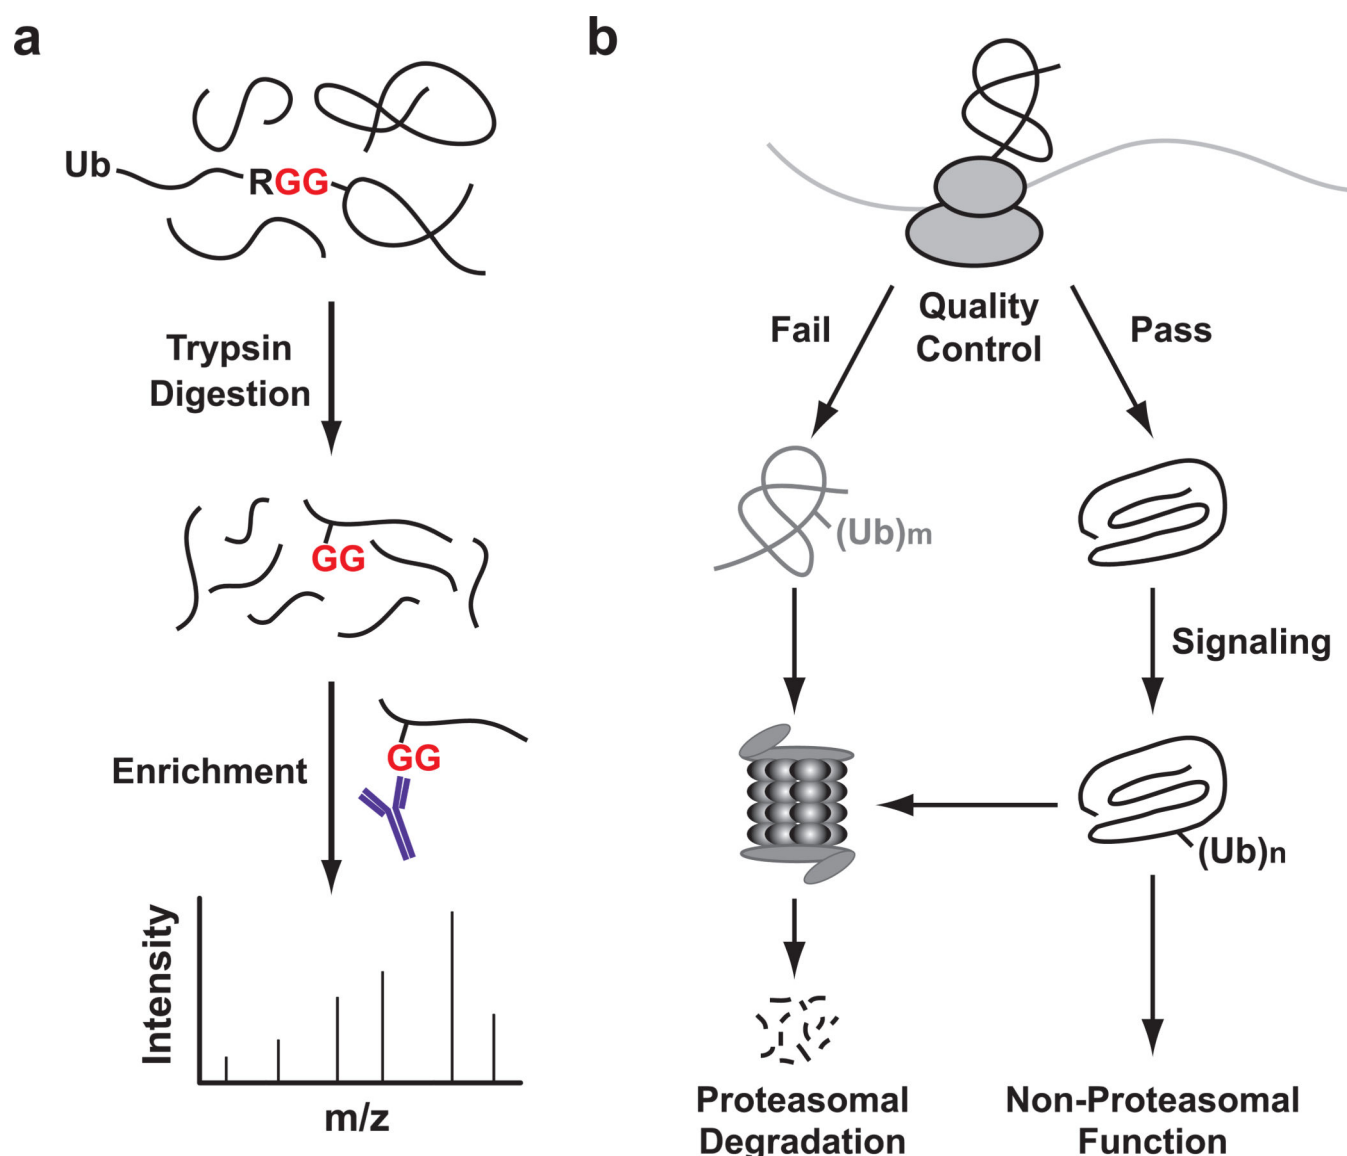 a
Ub
RGG
Trypsin
Digestion
GG
Enrichment
GG
Intensity
m/z
b
Quality
Control
Fail
Pass
(Ub)m
Signaling
(Ub)n
Proteasomal
Degradation
Non-Proteasomal
Function